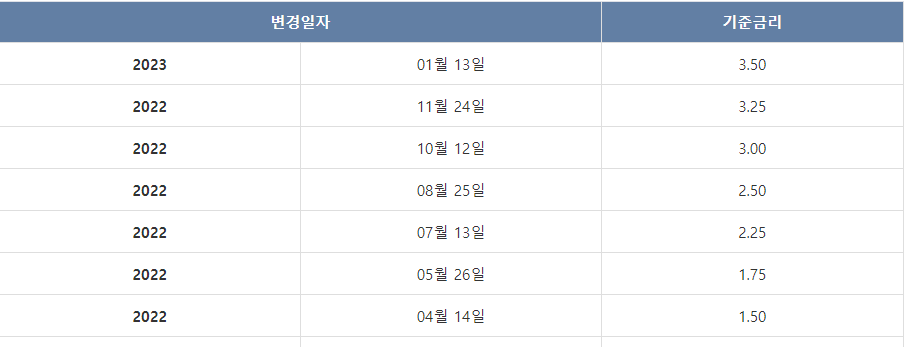 변경일자 기준금리
2023 01월 13일 3.50
2022 11월 24일 3.25
2022 10월 12일 3.00
2022 08월 25일 2.50
2022 07월 13일 2.25
2022 05월 26일 1.75
2022 04월 14일 1.50